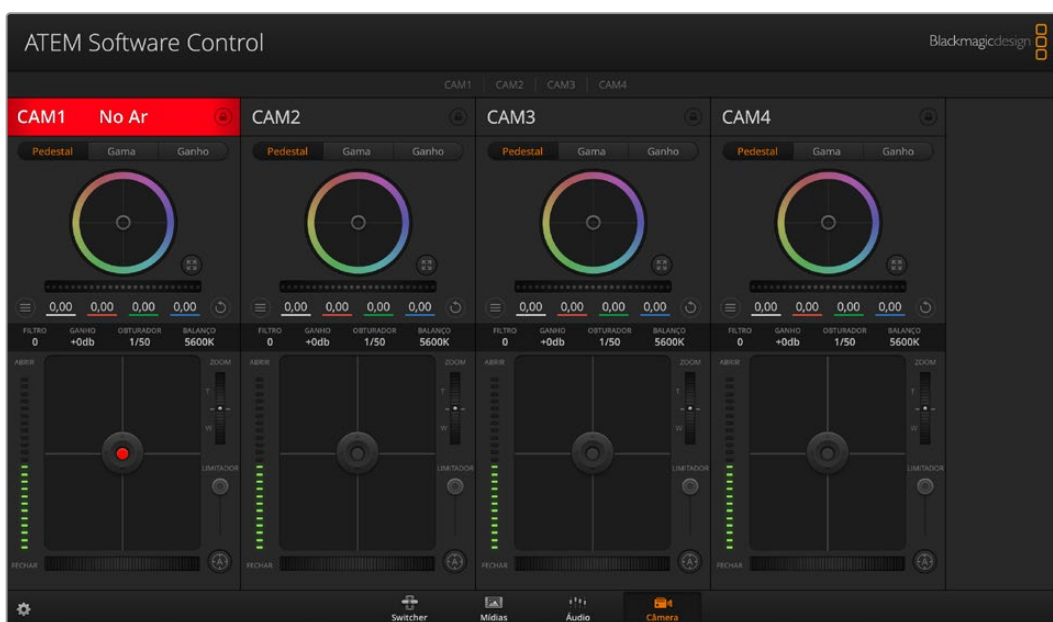 ATEM Software Control
Blackmagicdesign
CAM1 CAM2 CAM3 CAM4
CAM1 No Ar
CAM2
CAM3
CAM4
Pedestal Gama Ganho
Pedestal Gama Ganho
Pedestal Gama Ganho
Pedestal Gama Ganho
0,00 0,00 0,00 0,00
0,00 0,00 0,00 0,00
0,00 0,00 0,00 0,00
0,00 0,00 0,00 0,00
FILTRO GANHO OBTURADOR BALANÇO
0 +0db 1/50 5600K
FILTRO GANHO OBTURADOR BALANÇO
0 +0db 1/50 5600K
FILTRO GANHO OBTURADOR BALANÇO
0 +0db 1/50 5600K
FILTRO GANHO OBTURADOR BALANÇO
0 +0db 1/50 5600K
ABRIR ZOOM
T
W
LIMITADOR
FECHAR A
ABRIR ZOOM
T
W
LIMITADOR
FECHAR A
ABRIR ZOOM
T
W
LIMITADOR
FECHAR A
ABRIR ZOOM
T
W
LIMITADOR
FECHAR A
Switcher Mídias Áudio Câmera